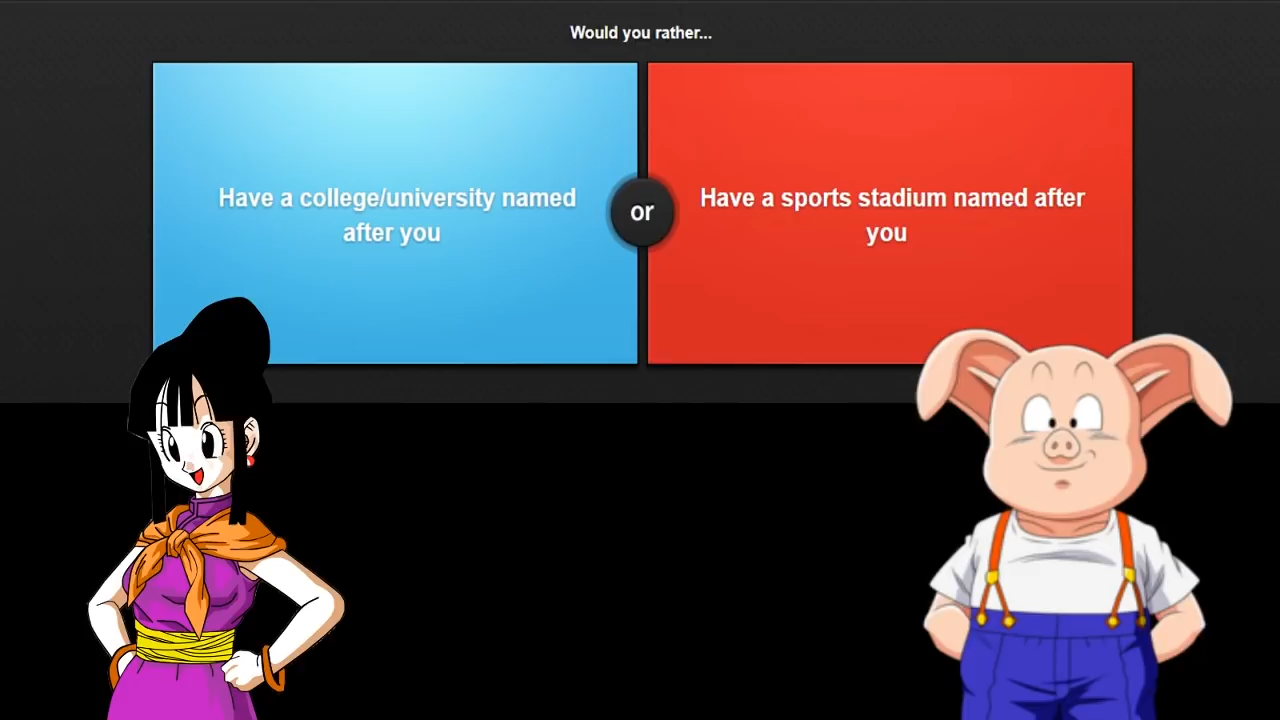 Would you rather...
Have a college/university named
after you
or
Have a sports stadium named after
you